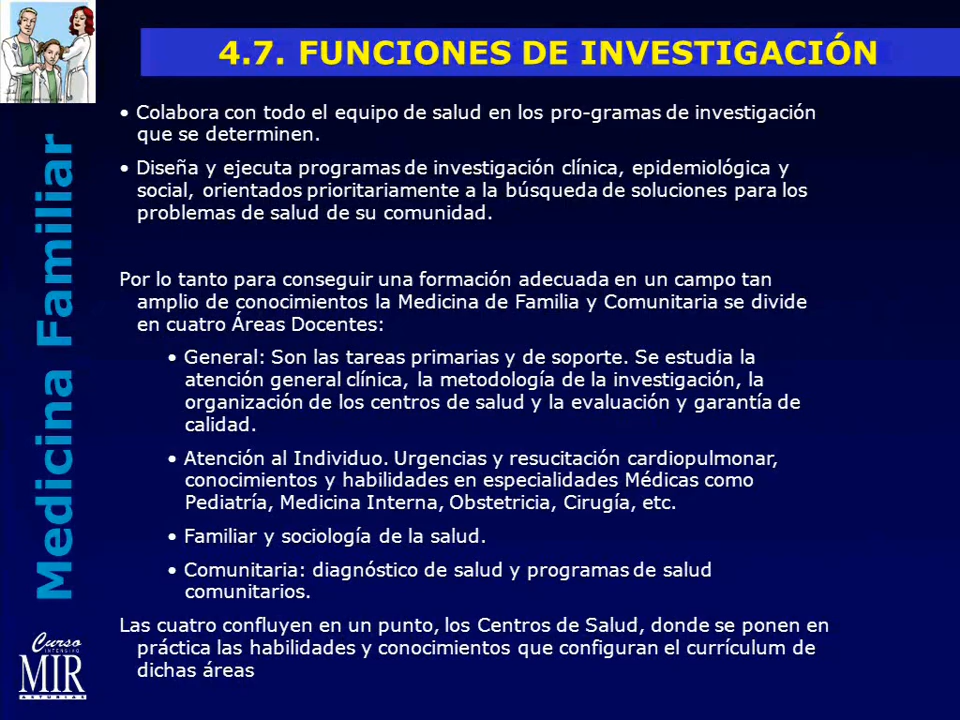 4.7. FUNCIONES DE INVESTIGACIÓN
• Colabora con todo el equipo de salud en los pro-gramas de investigación
que se determinen.
• Diseña y ejecuta programas de investigación clínica, epidemiológica y
social, orientados prioritariamente a la búsqueda de soluciones para los
problemas de salud de su comunidad.
Por lo tanto para conseguir una formación adecuada en un campo tan
amplio de conocimientos la Medicina de Familia y Comunitaria se divide
en cuatro Áreas Docentes:
• General: Son las tareas primarias y de soporte. Se estudia la
atención general clínica, la metodología de la investigación, la
organización de los centros de salud y la evaluación y garantía de
calidad.
• Atención al Individuo. Urgencias y resucitación cardiopulmonar,
conocimientos y habilidades en especialidades Médicas como
Pediatría, Medicina Interna, Obstetricia, Cirugía, etc.
• Familiar y sociología de la salud.
• Comunitaria: diagnóstico de salud y programas de salud
comunitarios.
Las cuatro confluyen en un punto, los Centros de Salud, donde se ponen en
práctica las habilidades y conocimientos que configuran el currículum de
dichas áreas
Medicina Familiar
Curso
INTENSIVO
MIR
ASTURIAS